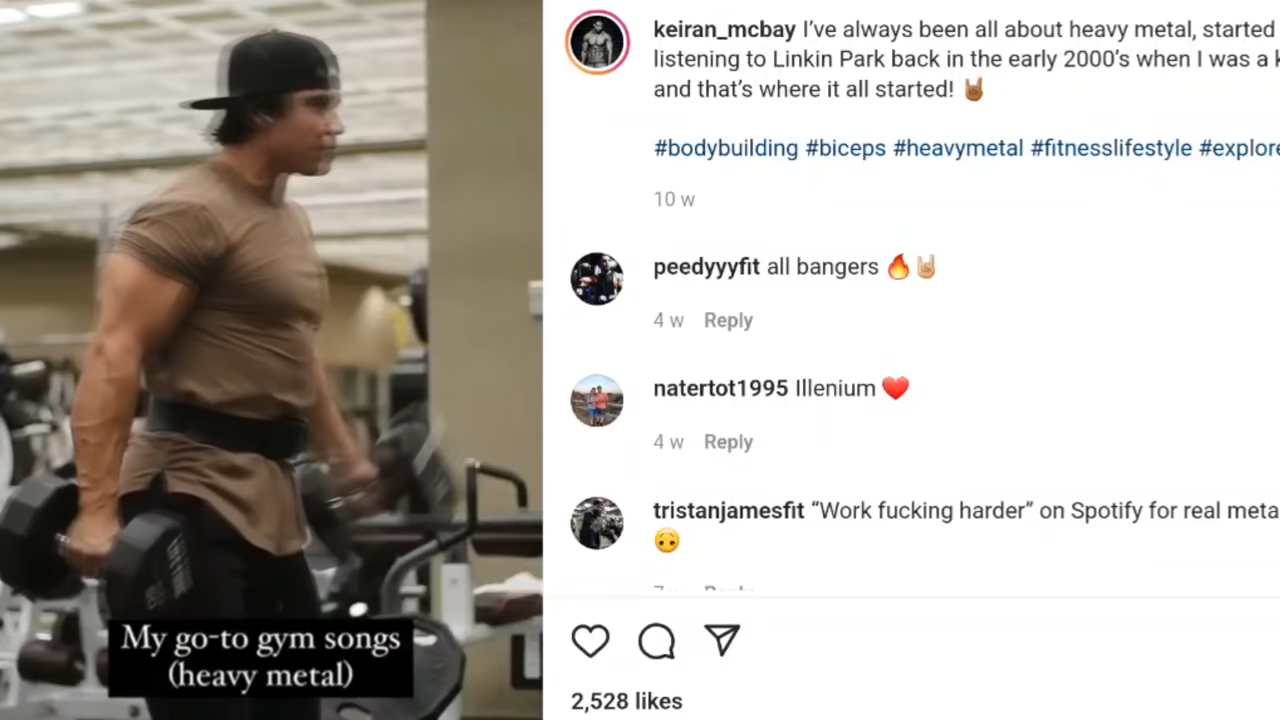 keiran_mcbay I’ve always been all about heavy metal, started
listening to Linkin Park back in the early 2000’s when I was a
and that’s where it all started! 🤘🏾
#bodybuilding #biceps #heavymetal #fitnesslifestyle #explore
10 w
peedyyyfit all bangers 🔥🤘🏼
4 w Reply
natertot1995 Illenium ❤️
4 w Reply
tristanjamesfit “Work fucking harder” on Spotify for real meta
🙃
My go-to gym songs
(heavy metal)
2,528 likes